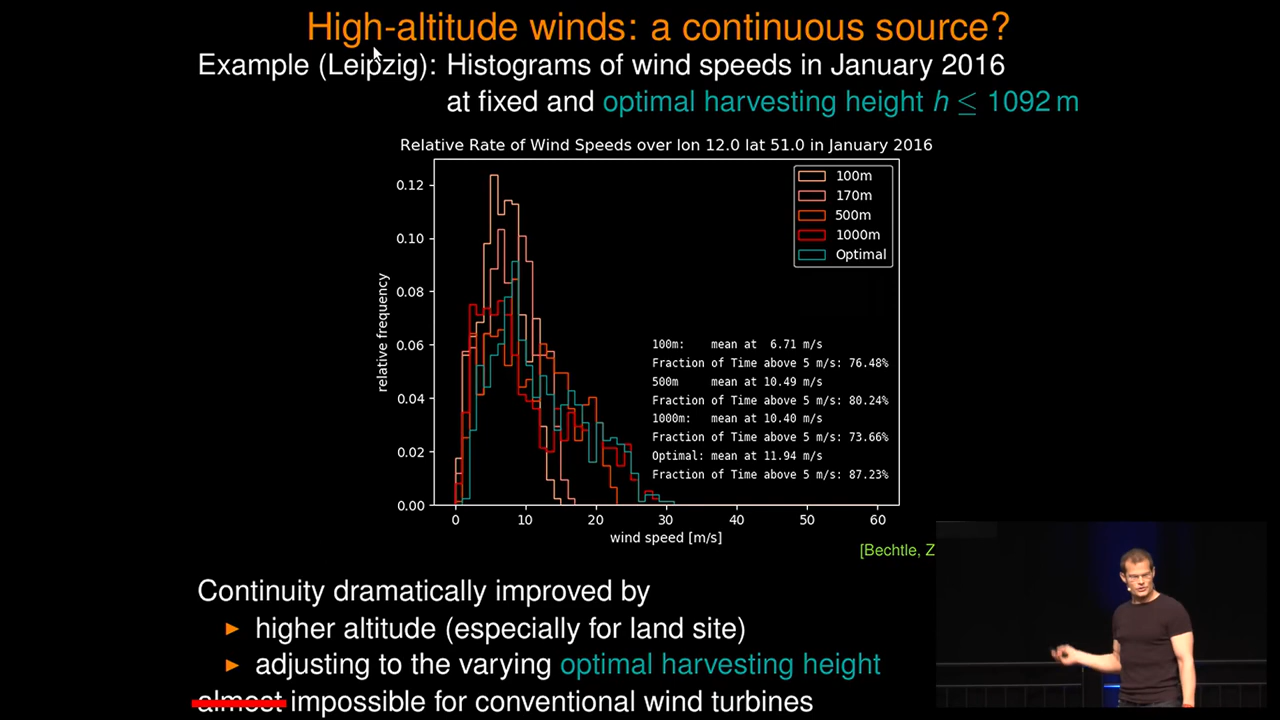 High-altitude winds: a continuous source?
Example (Leipzig): Histograms of wind speeds in January 2016
at fixed and optimal harvesting height h ≤ 1092 m
Relative Rate of Wind Speeds over lon 12.0 lat 51.0 in January 2016
0.12
0.10
0.08
0.06
0.04
0.02
0.00
relative frequency
100m
170m
500m
1000m
Optimal
100m: mean at 6.71 m/s
Fraction of Time above 5 m/s: 76.48%
500m mean at 10.49 m/s
Fraction of Time above 5 m/s: 80.24%
1000m: mean at 10.40 m/s
Fraction of Time above 5 m/s: 73.66%
Optimal: mean at 11.94 m/s
Fraction of Time above 5 m/s: 87.23%
0 10 20 30 40 50 60
wind speed [m/s]
[Bechtle, Z
Continuity dramatically improved by
► higher altitude (especially for land site)
► adjusting to the varying optimal harvesting height
almost impossible for conventional wind turbines